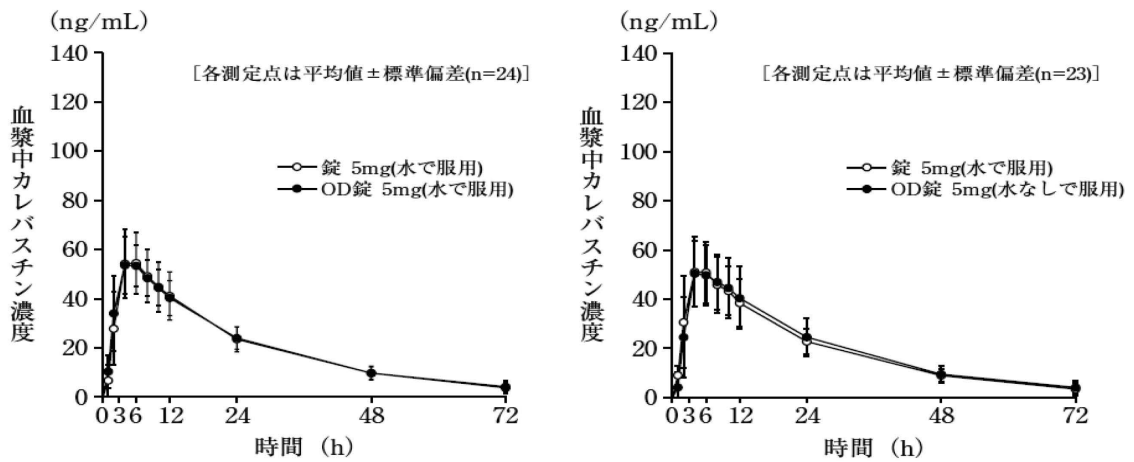 (ng/mL)
140
120
100
80
60
40
20
0
血漿中カレバスチン濃度
[各測定点は平均値±標準偏差(n=24)]
錠 5mg(水で服用)
OD錠 5mg(水で服用)
0 3 6 12 24 48 72
時間 (h)
(ng/mL)
140
120
100
80
60
40
20
0
血漿中カレバスチン濃度
[各測定点は平均値±標準偏差(n=23)]
錠 5mg(水で服用)
OD錠 5mg(水なしで服用)
0 3 6 12 24 48 72
時間 (h)